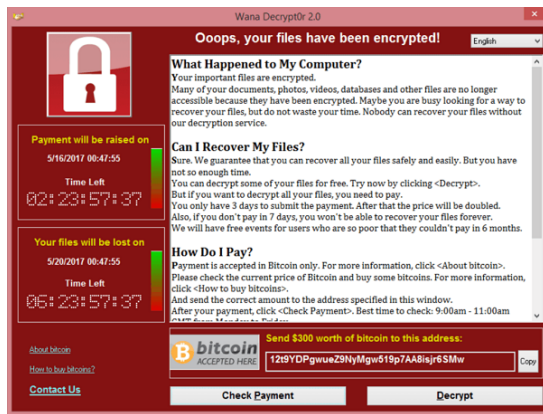 Wana Decrypt0r 2.0
Ooops, your files have been encrypted!
English
What Happened to My Computer?
Your important files are encrypted.
Many of your documents, photos, videos, databases and other files are no longer
accessible because they have been encrypted. Maybe you are busy looking for a way to
recover your files, but do not waste your time. Nobody can recover your files without
our decryption service.
Can I Recover My Files?
Sure. We guarantee that you can recover all your files safely and easily. But you have
not so enough time.
You can decrypt some of your files for free. Try now by clicking <Decrypt>.
But if you want to decrypt all your files, you need to pay.
You only have 3 days to submit the payment. After that the price will be doubled.
Also, if you don't pay in 7 days, you won't be able to recover your files forever.
We will have free events for users who are so poor that they couldn't pay in 6 months.
How Do I Pay?
Payment is accepted in Bitcoin only. For more information, click <About bitcoin>.
Please check the current price of Bitcoin and buy some bitcoins. For more information,
click <How to buy bitcoins>.
And send the correct amount to the address specified in this window.
After your payment, click <Check Payment>. Best time to check: 9:00am - 11:00am
GMT from Monday to Friday.
Payment will be raised on
5/16/2017 00:47:55
Time Left
02:23:57:37
Your files will be lost on
5/20/2017 00:47:55
Time Left
06:23:57:37
About bitcoin
How to buy bitcoins?
Contact Us
bitcoin
ACCEPTED HERE
Send $300 worth of bitcoin to this address:
12t9YDPgwueZ9NyMgw519p7AA8isjr6SMw
Copy
Check Payment
Decrypt